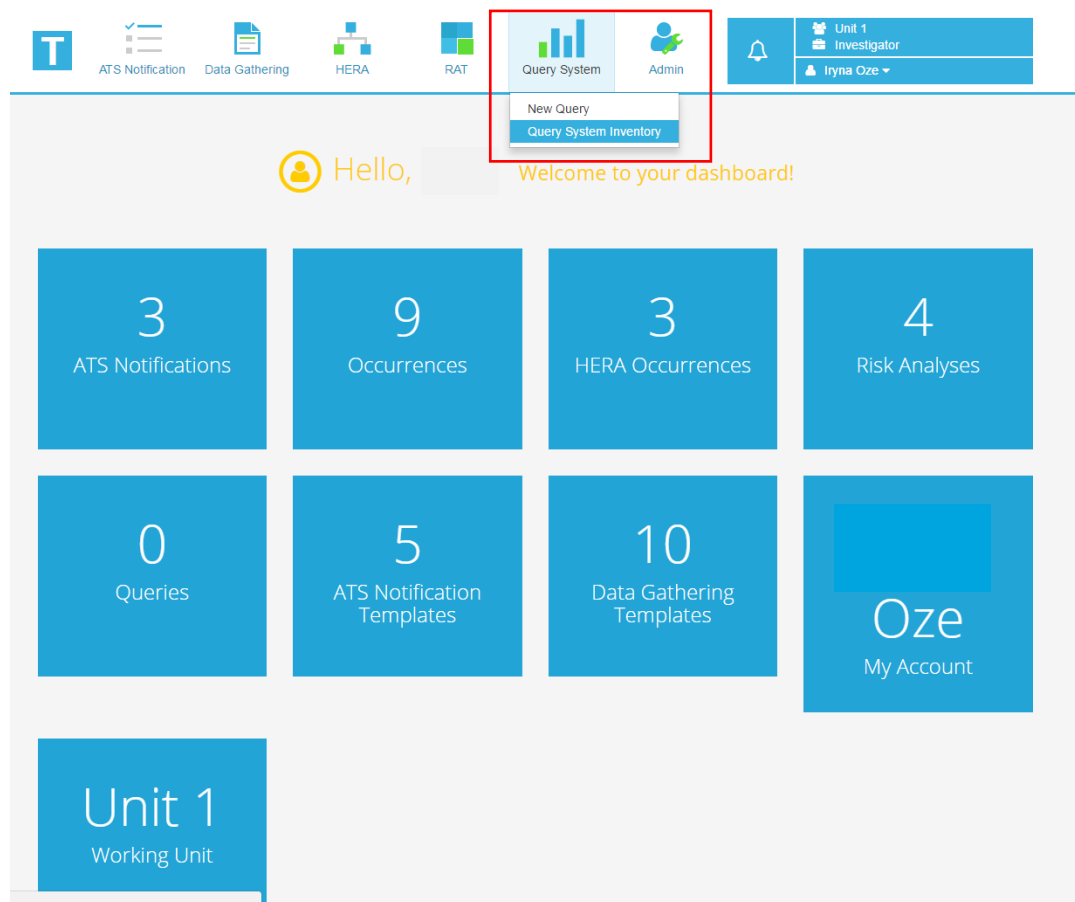 T
ATS Notification
Data Gathering
HERA
RAT
Query System
Admin
Unit 1
Investigator
Iryna Oze
New Query
Query System Inventory
Hello,
Welcome to your dashboard!
3
ATS Notifications
9
Occurrences
3
HERA Occurrences
4
Risk Analyses
0
Queries
5
ATS Notification
Templates
10
Data Gathering
Templates
Oze
My Account
Unit 1
Working Unit